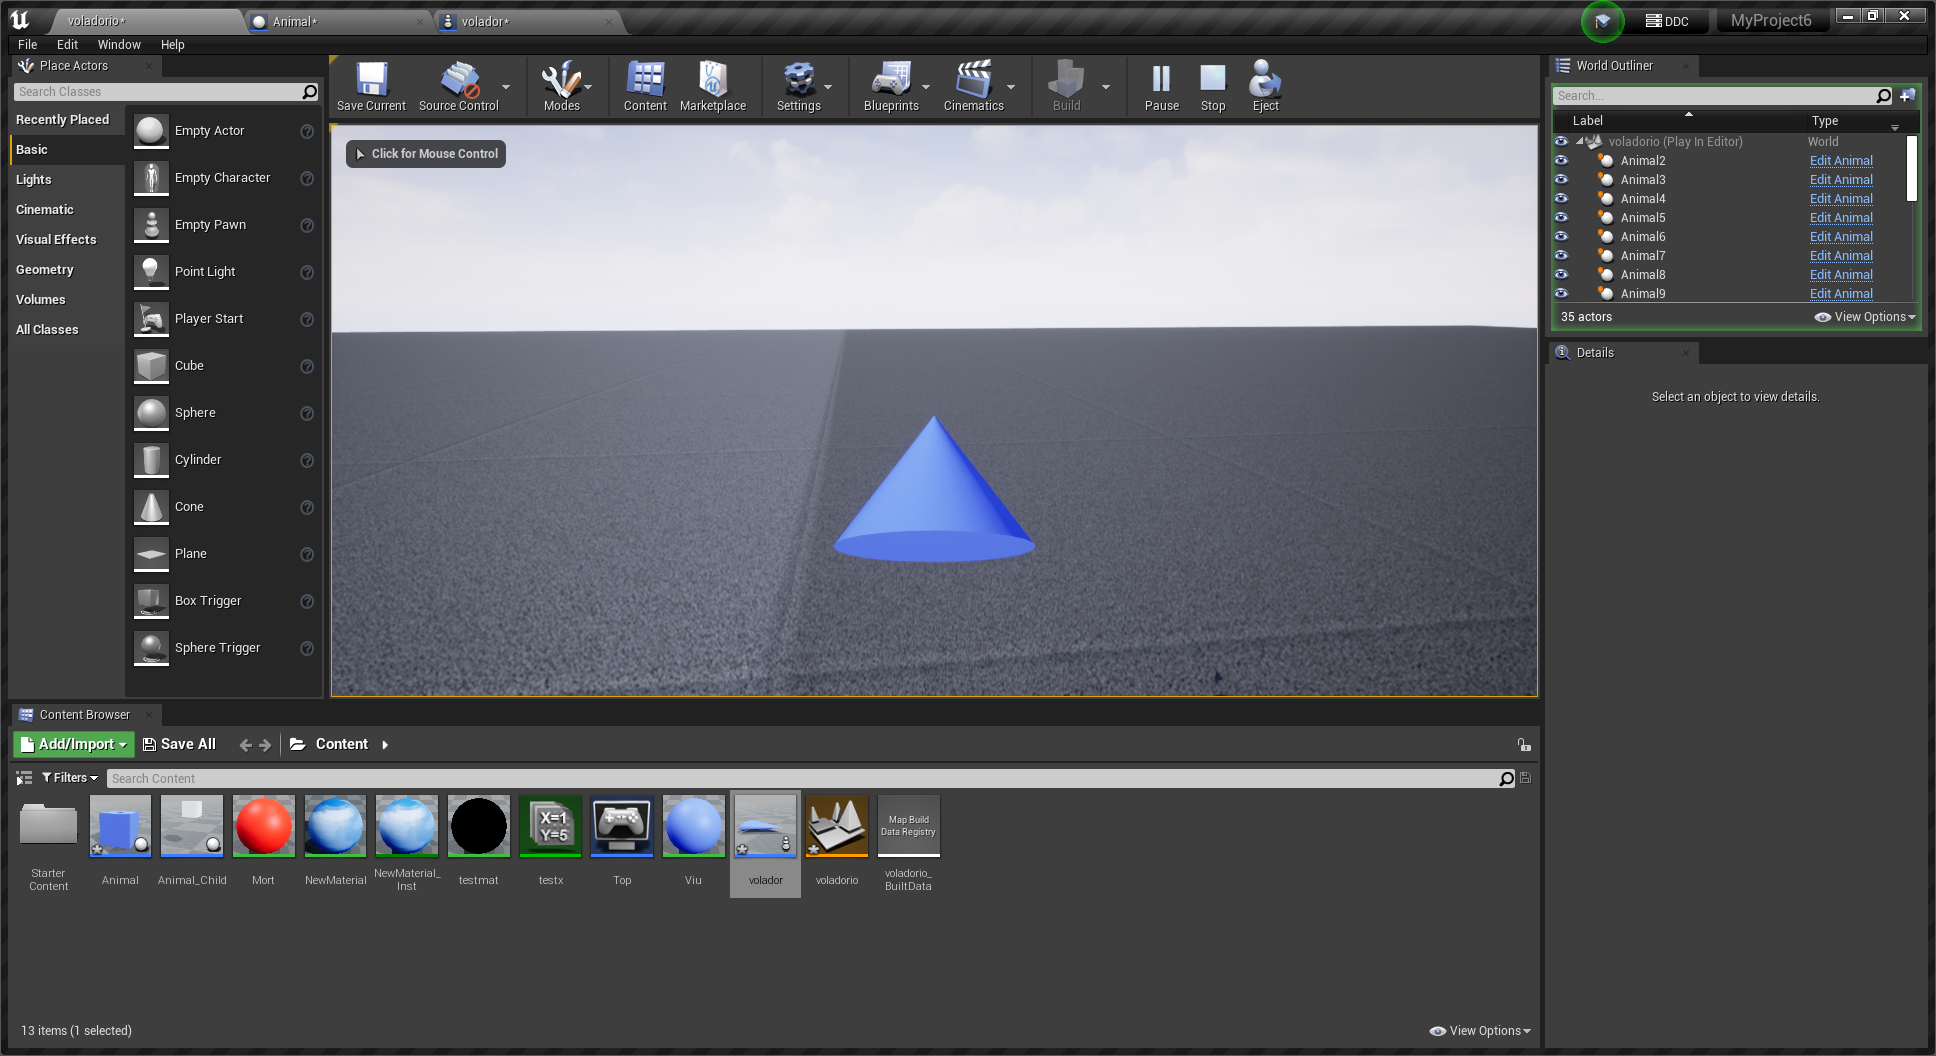 voladorio*
Animal*
volador*
DDC
MyProject6
File Edit Window Help
Place Actors
Search Classes
Recently Placed
Basic
Lights
Cinematic
Visual Effects
Geometry
Volumes
All Classes
Empty Actor
Empty Character
Empty Pawn
Point Light
Player Start
Cube
Sphere
Cylinder
Cone
Plane
Box Trigger
Sphere Trigger
Save Current
Source Control
Modes
Content
Marketplace
Settings
Blueprints
Cinematics
Build
Pause
Stop
Eject
Click for Mouse Control
World Outliner
Search...
Label Type
voladorio (Play In Editor) World
Animal2 Edit Animal
Animal3 Edit Animal
Animal4 Edit Animal
Animal5 Edit Animal
Animal6 Edit Animal
Animal7 Edit Animal
Animal8 Edit Animal
Animal9 Edit Animal
35 actors View Options
Details
Select an object to view details.
Content Browser
Add/Import Save All Content
Filters Search Content
X=1
Y=5
Map Build
Data Registry
Starter
Content
Animal
Animal_Child
Mort
NewMaterial
NewMaterial_
Inst
testmat
testx
Top
Viu
volador
voladorio
voladorio_
BuiltData
13 items (1 selected) View Options